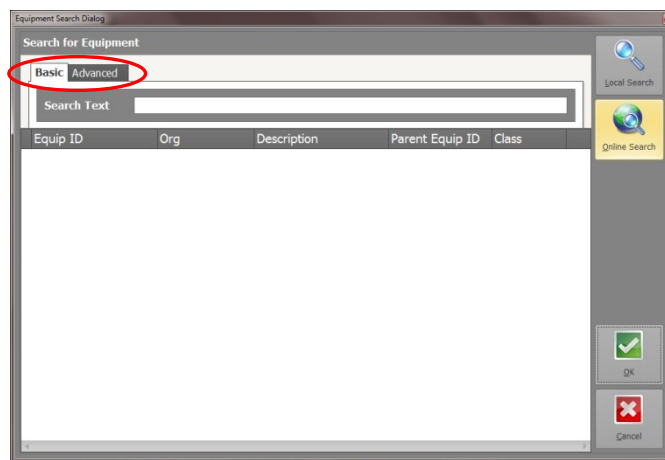 Equipment Search Dialog
Search for Equipment
Basic Advanced
Search Text
Equip ID Org Description Parent Equip ID Class
Local Search
Online Search
OK
Cancel